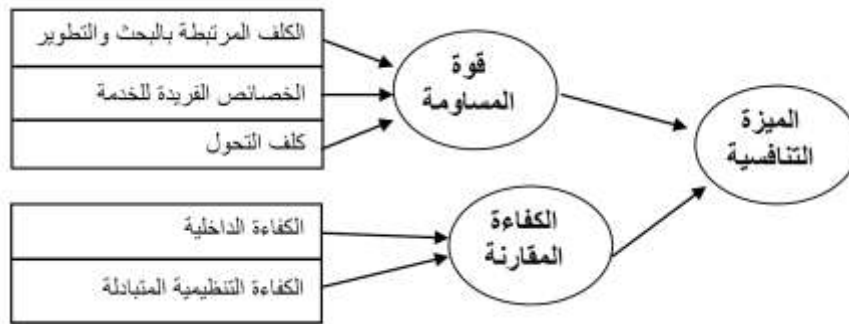 الكلف المرتبطة بالبحث والتطوير
الخصائص الفريدة للخدمة
كلف التحول
قوة
المساومة
الميزة
التنافسية
الكفاءة الداخلية
الكفاءة التنظيمية المتبادلة
الكفاءة
المقارنة